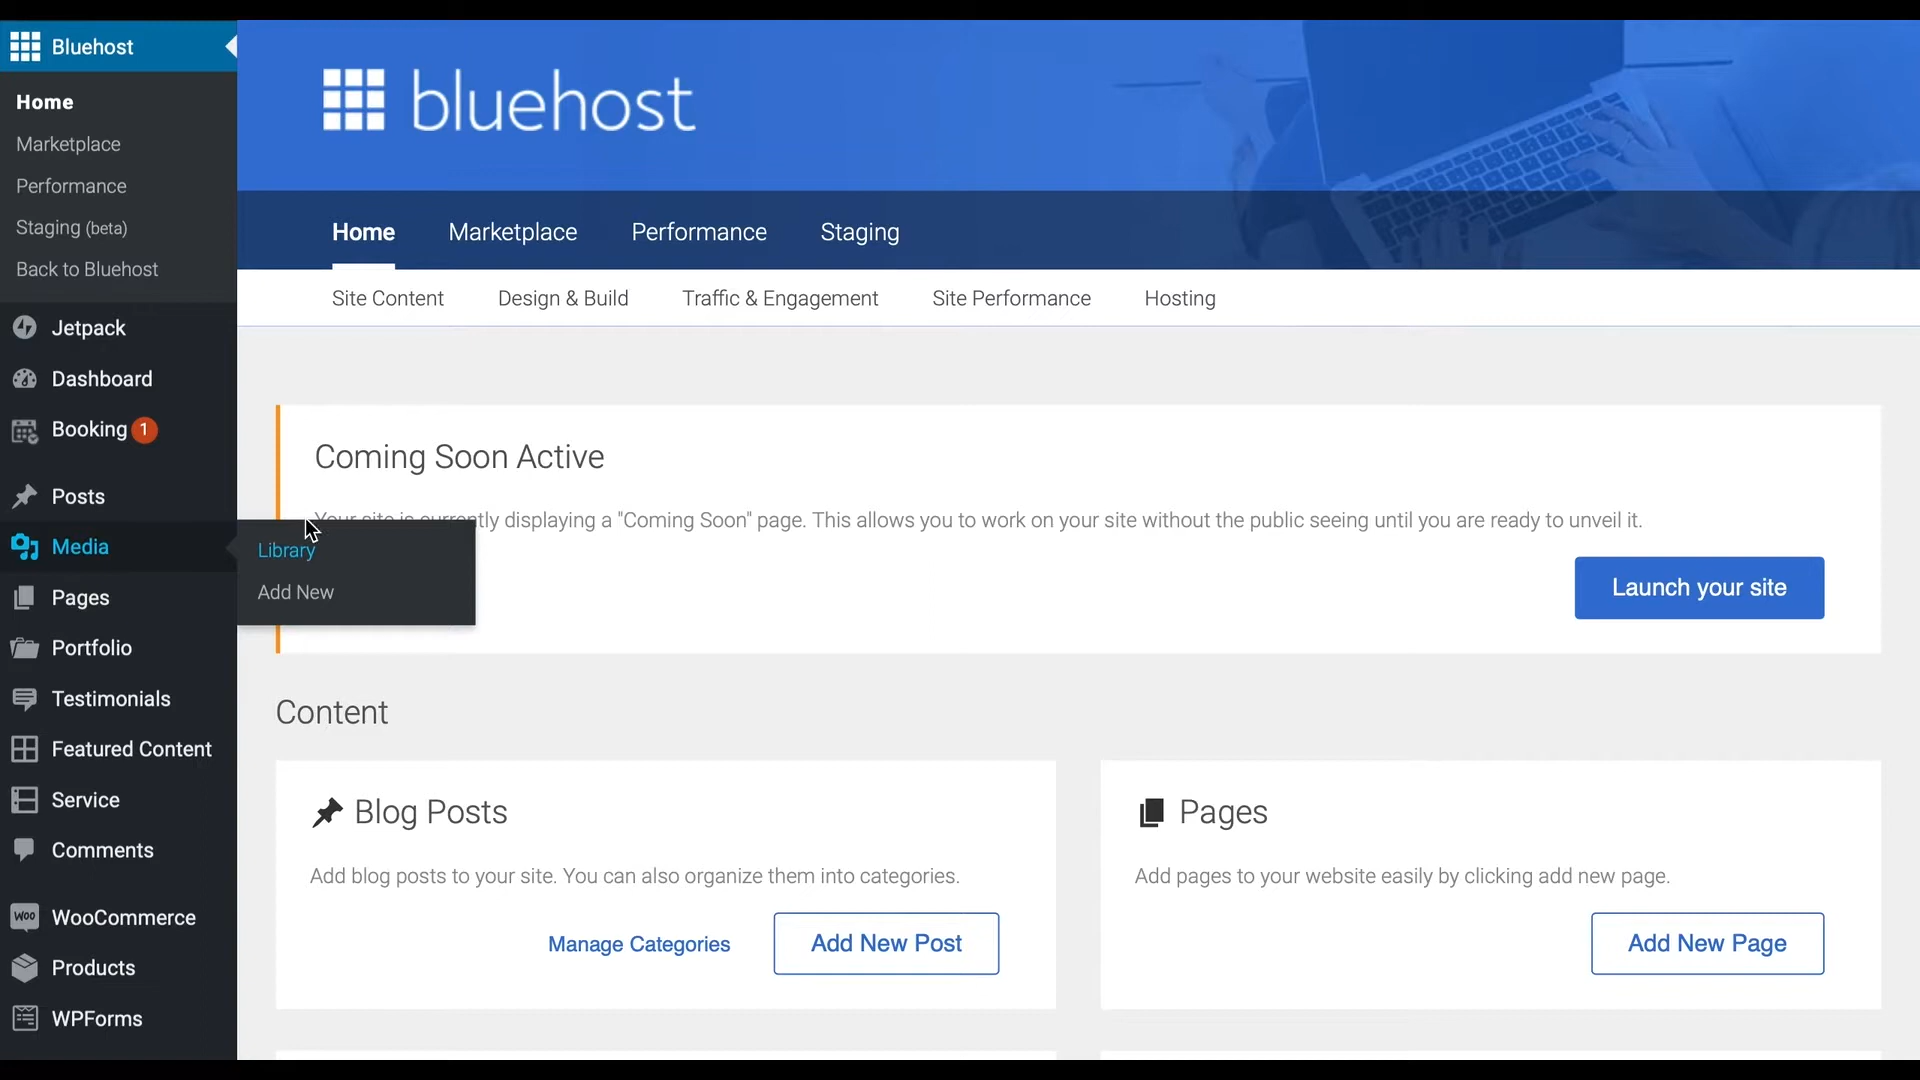 Bluehost
Home
Marketplace
Performance
Staging (beta)
Back to Bluehost
Jetpack
Dashboard
Booking 1
Posts
Media
Pages
Portfolio
Testimonials
Featured Content
Service
Comments
WOO WooCommerce
Products
WPForms
Library
Add New
bluehost
Home Marketplace Performance Staging
Site Content Design & Build Traffic & Engagement Site Performance Hosting
Coming Soon Active
Your site is currently displaying a "Coming Soon" page. This allows you to work on your site without the public seeing until you are ready to unveil it.
Launch your site
Content
Blog Posts
Add blog posts to your site. You can also organize them into categories.
Manage Categories Add New Post
Pages
Add pages to your website easily by clicking add new page.
Add New Page